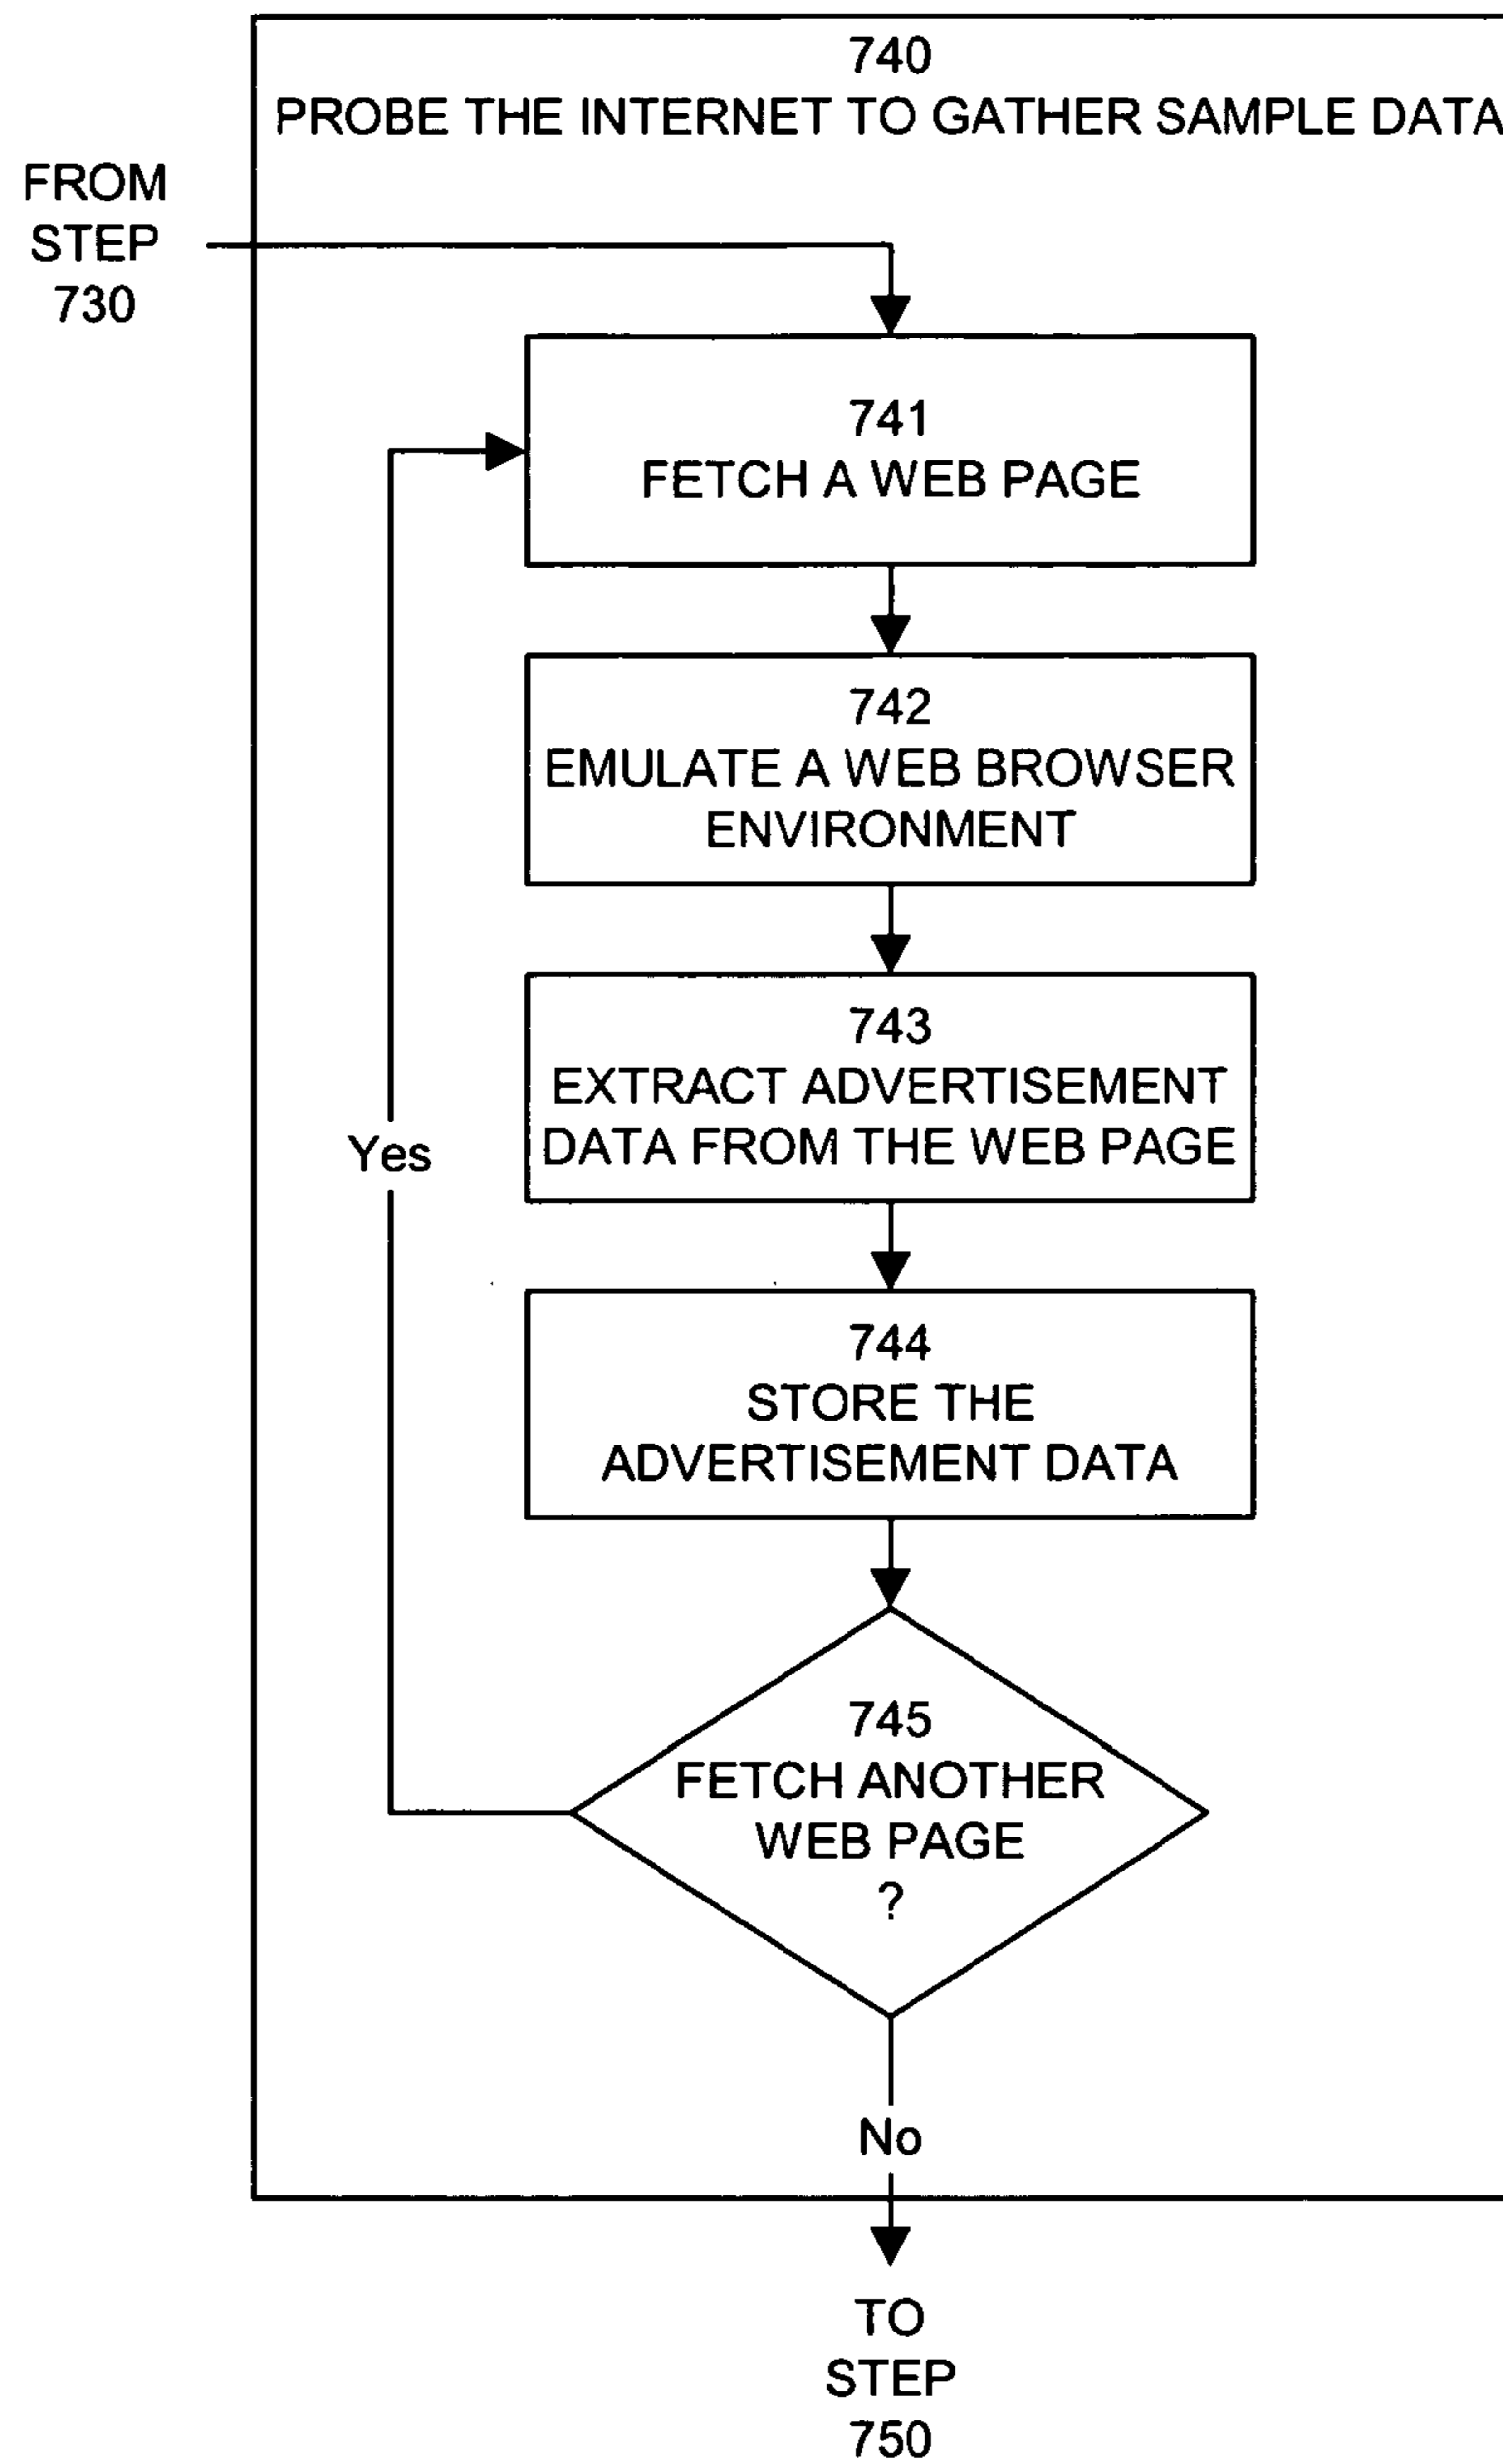 740
PROBE THE INTERNET TO GATHER SAMPLE DATA
FROM
STEP
730
741
FETCH A WEB PAGE
742
EMULATE A WEB BROWSER
ENVIRONMENT
743
EXTRACT ADVERTISEMENT
DATA FROM THE WEB PAGE
Yes
744
STORE THE
ADVERTISEMENT DATA
745
FETCH ANOTHER
WEB PAGE
?
No
TO
STEP
750